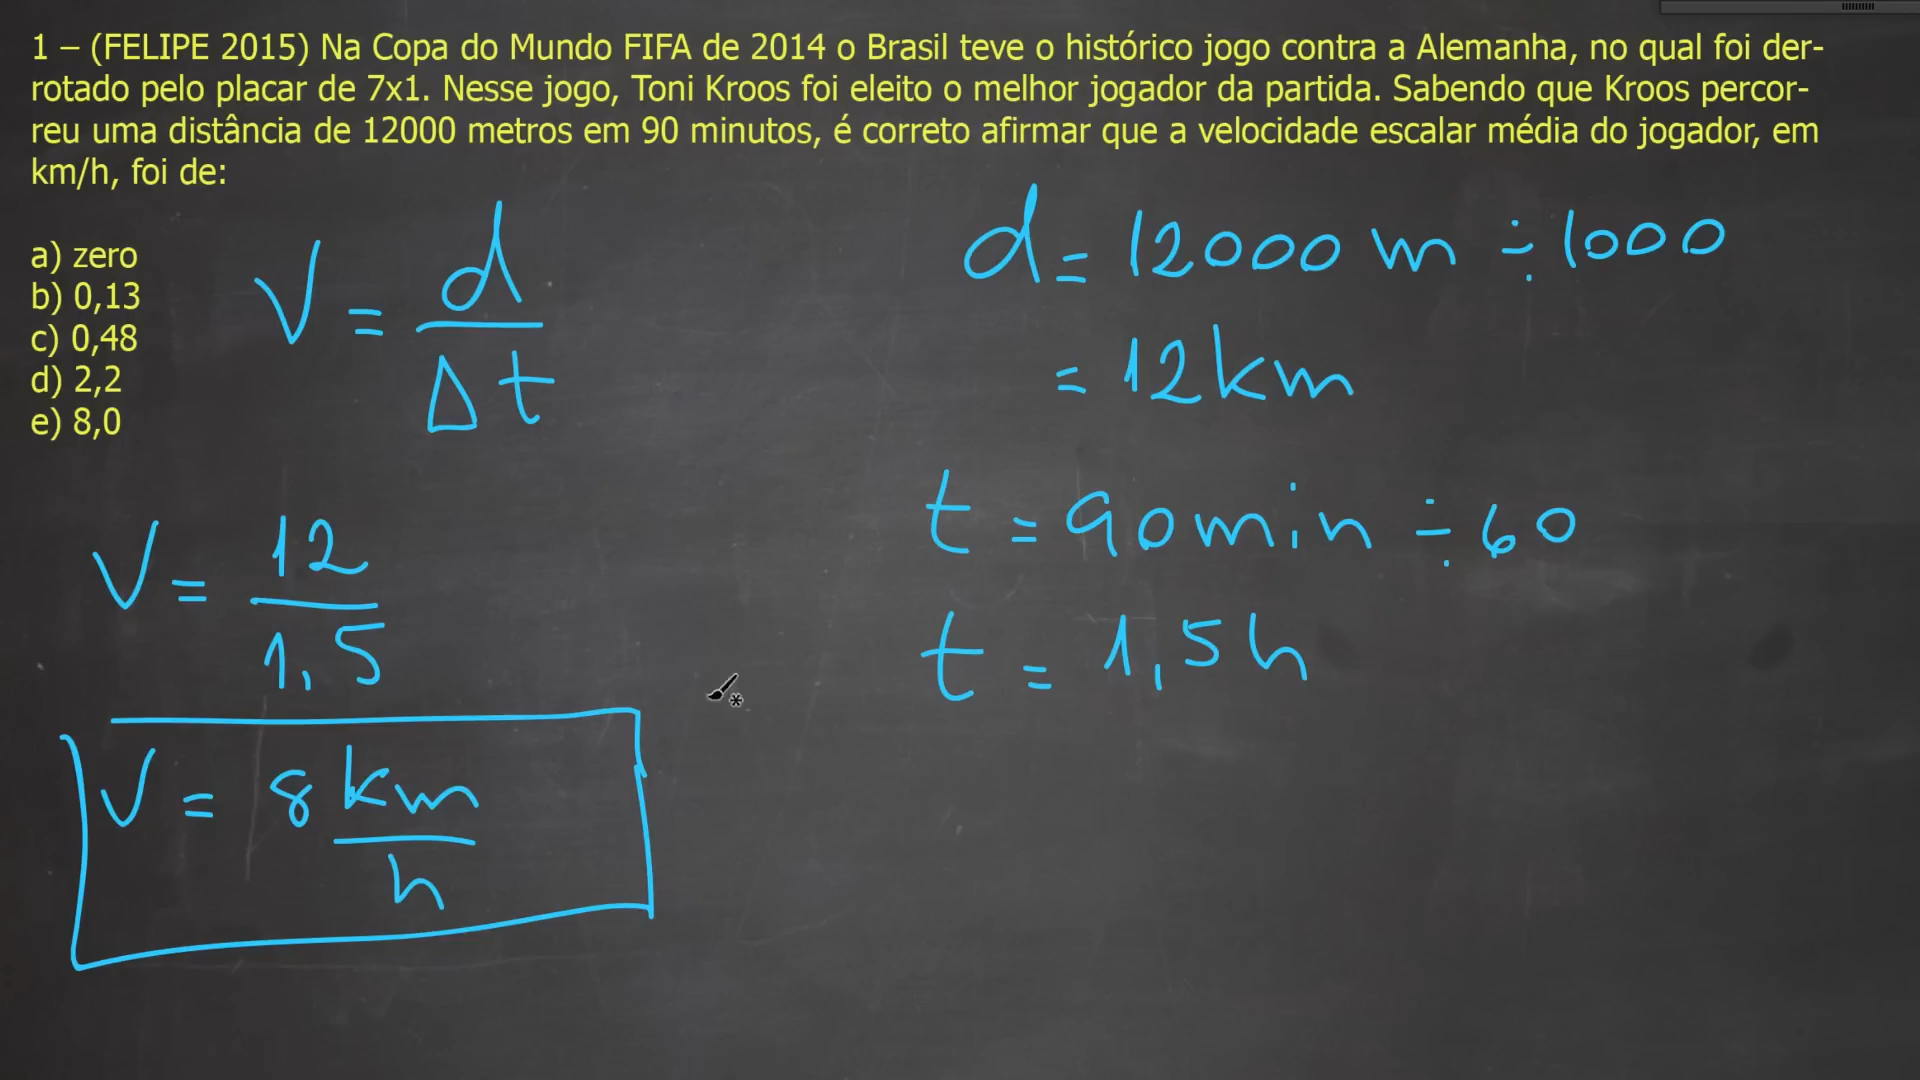 1 – (FELIPE 2015) Na Copa do Mundo FIFA de 2014 o Brasil teve o histórico jogo contra a Alemanha, no qual foi der-
rotado pelo placar de 7x1. Nesse jogo, Toni Kroos foi eleito o melhor jogador da partida. Sabendo que Kroos percor-
reu uma distância de 12000 metros em 90 minutos, é correto afirmar que a velocidade escalar média do jogador, em
km/h, foi de:
a) zero
b) 0,13
c) 0,48
d) 2,2
e) 8,0
V = d
Δt
V = 12
1,5
V = 8 km
h
d = 12000 m ÷ 1000
= 12 km
t = 90 min ÷ 60
t = 1,5 h